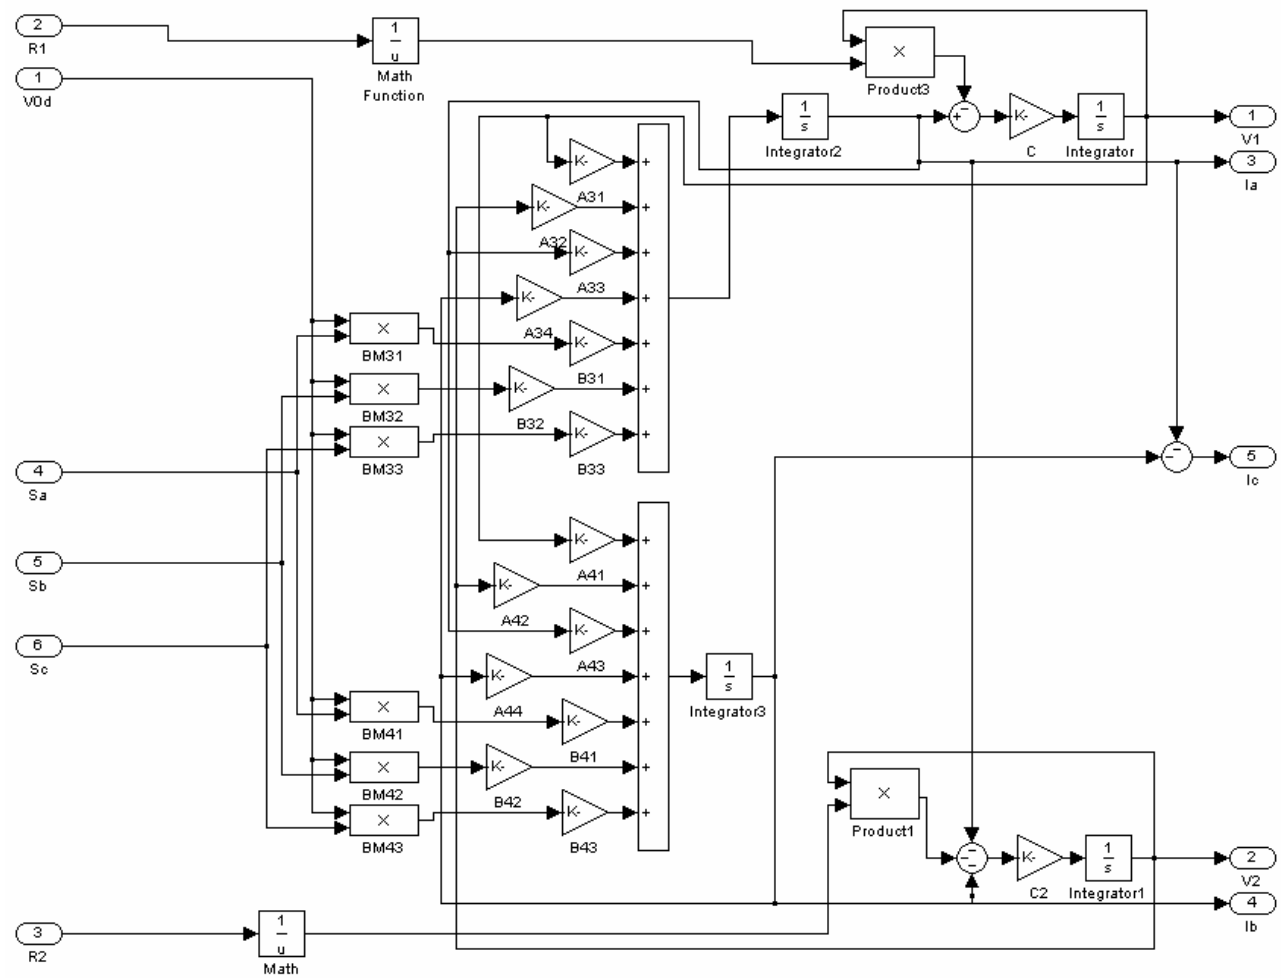 2
R1
1
V0d
1
u
Math
Function
×
Product3
1
s
Integrator2
+
−
K-
C
1
s
Integrator
1
V1
3
Ia
K-
+
A31
K-
+
A32
K-
+
A33
K-
+
A34
K-
+
B31
K-
+
B32
K-
+
B33
×
BM31
×
BM32
×
BM33
4
Sa
5
Sb
6
Sc
−
−
5
Ic
K-
+
A41
K-
+
A42
K-
+
A43
K-
+
A44
K-
+
B41
K-
+
B42
K-
+
B43
1
s
Integrator3
×
BM41
×
BM42
×
BM43
×
Product1
−
−
−
K-
C2
1
s
Integrator1
2
V2
4
Ib
3
R2
1
u
Math